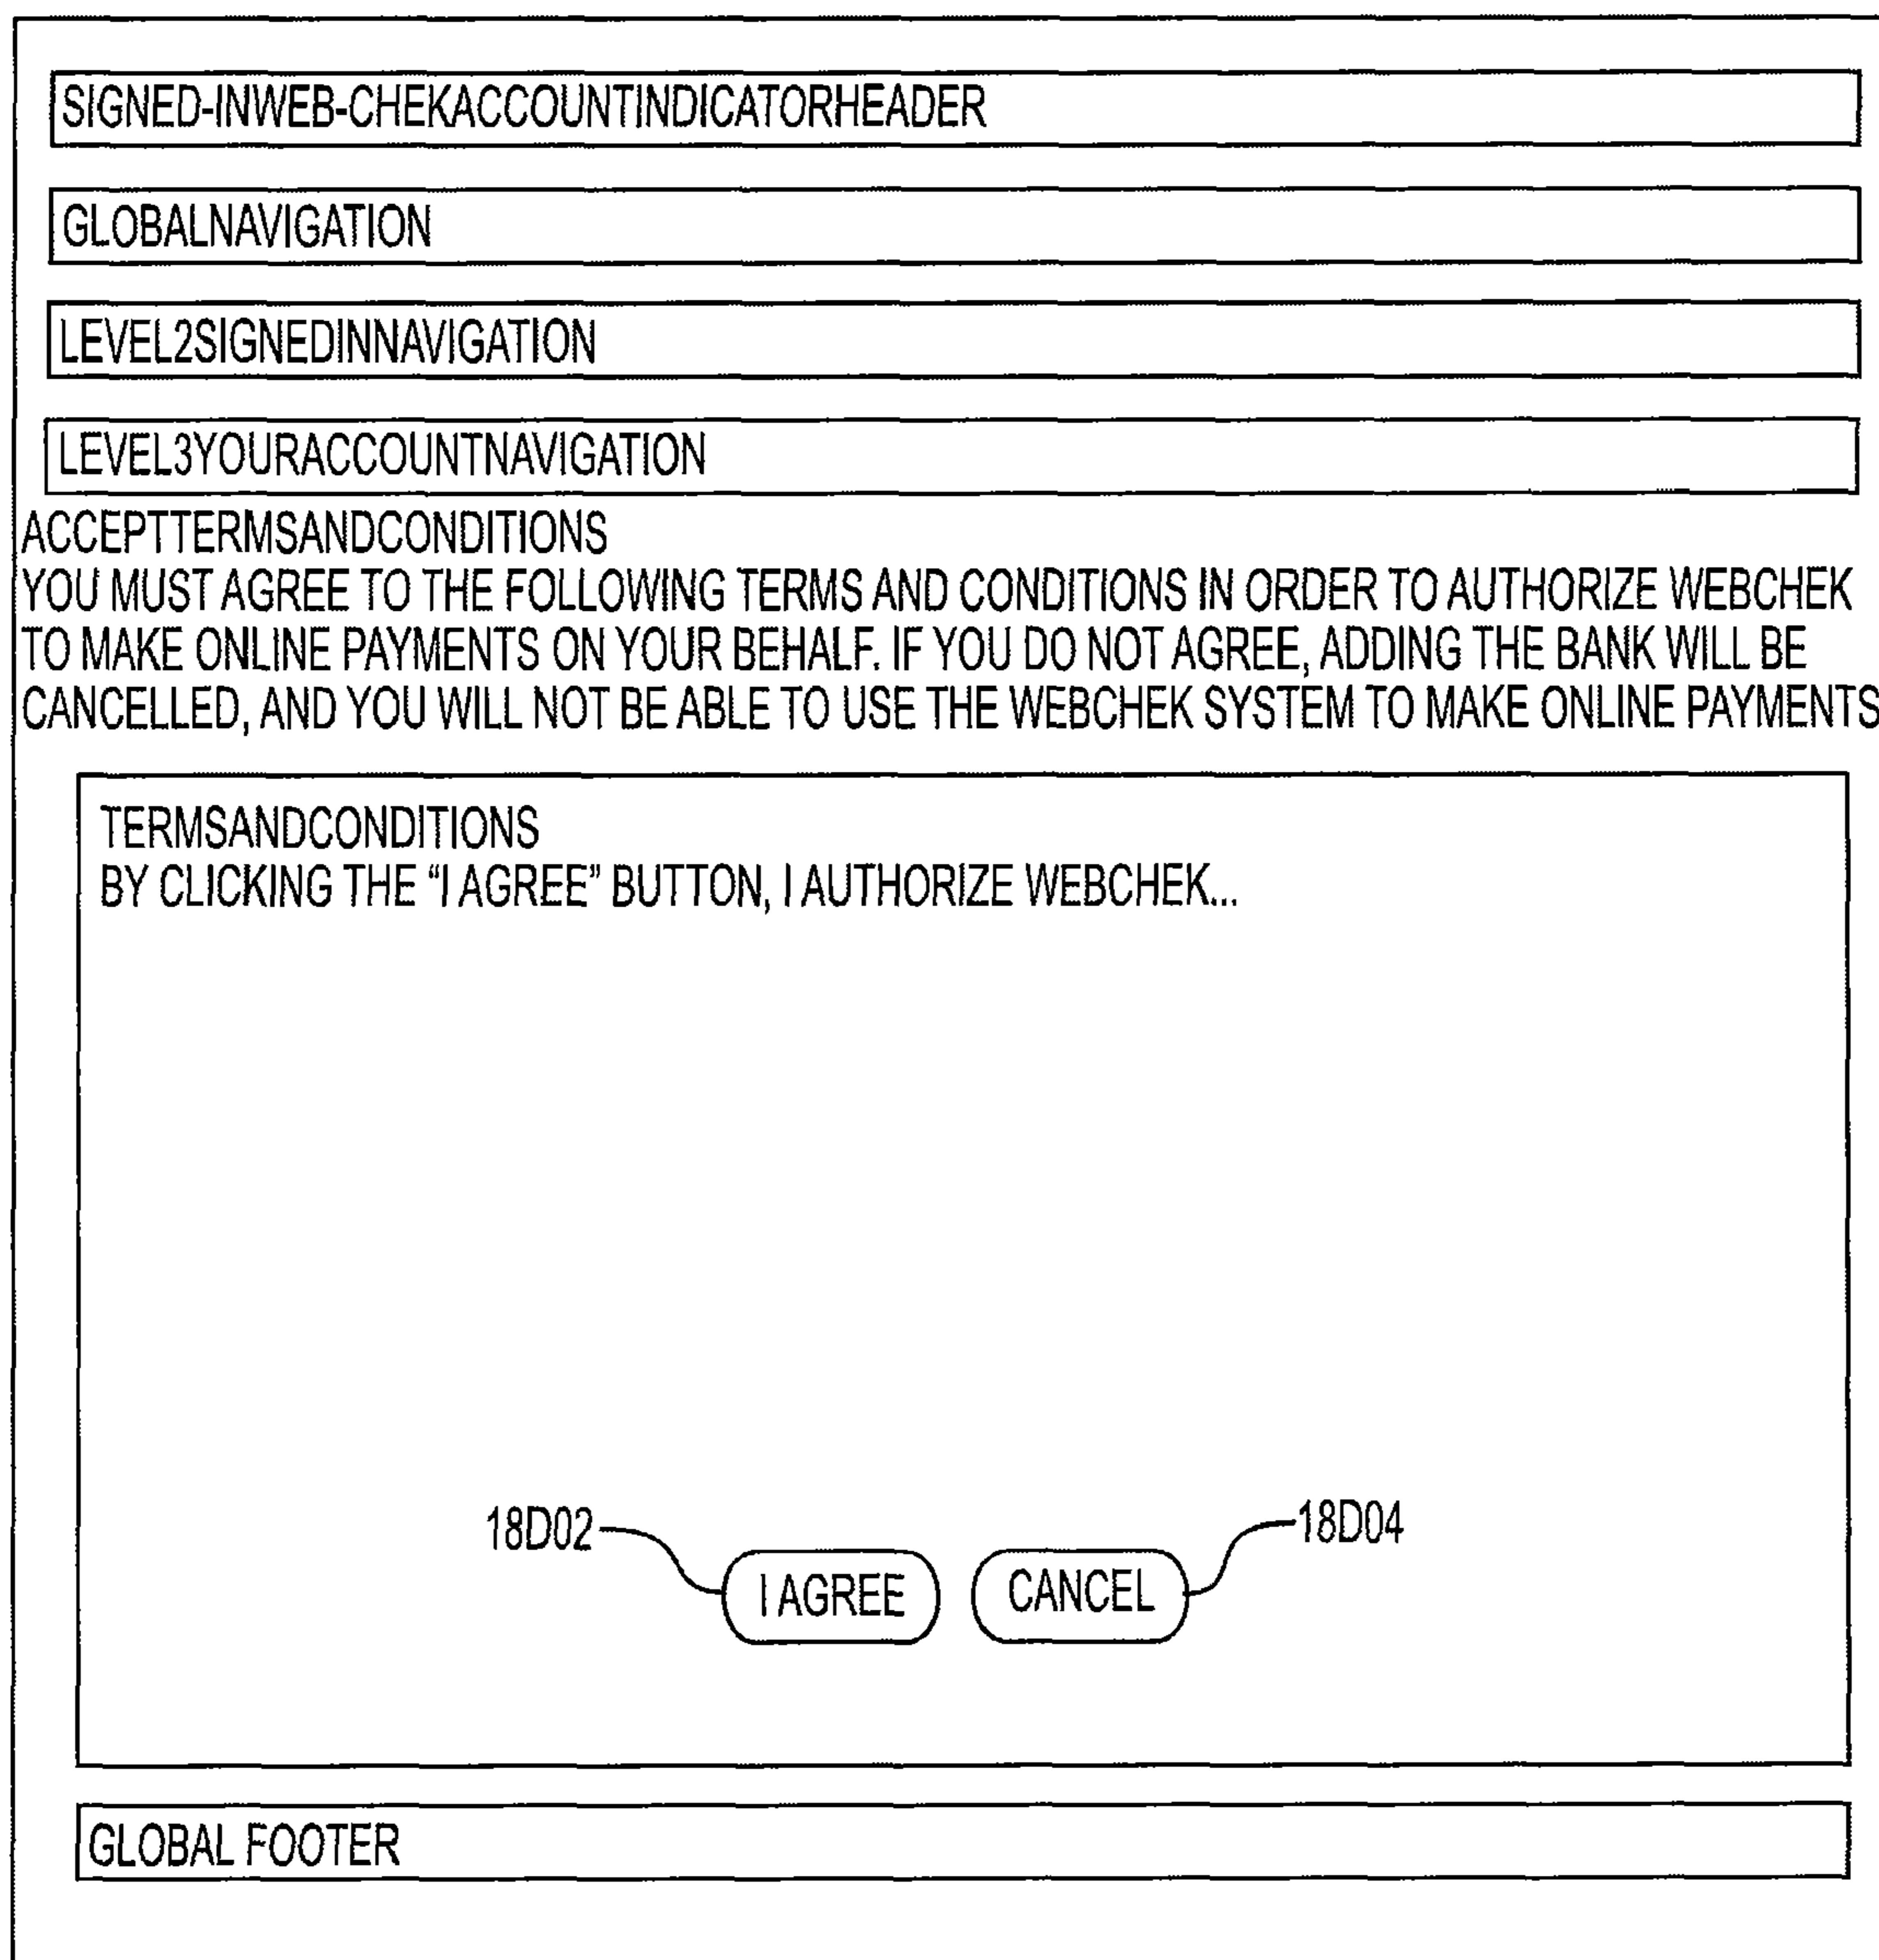 SIGNED-INWEB-CHEKACCOUNTINDICATORHEADER
GLOBALNAVIGATION
LEVEL2SIGNEDINNAVIGATION
LEVEL3YOURACCOUNTNAVIGATION
ACCEPTTERMSANDCONDITIONS
YOU MUST AGREE TO THE FOLLOWING TERMS AND CONDITIONS IN ORDER TO AUTHORIZE WEBCHEK
TO MAKE ONLINE PAYMENTS ON YOUR BEHALF. IF YOU DO NOT AGREE, ADDING THE BANK WILL BE
CANCELLED, AND YOU WILL NOT BE ABLE TO USE THE WEBCHEK SYSTEM TO MAKE ONLINE PAYMENTS
TERMSANDCONDITIONS
BY CLICKING THE “I AGREE” BUTTON, I AUTHORIZE WEBCHEK...
18D02 18D04
I AGREE CANCEL
GLOBAL FOOTER